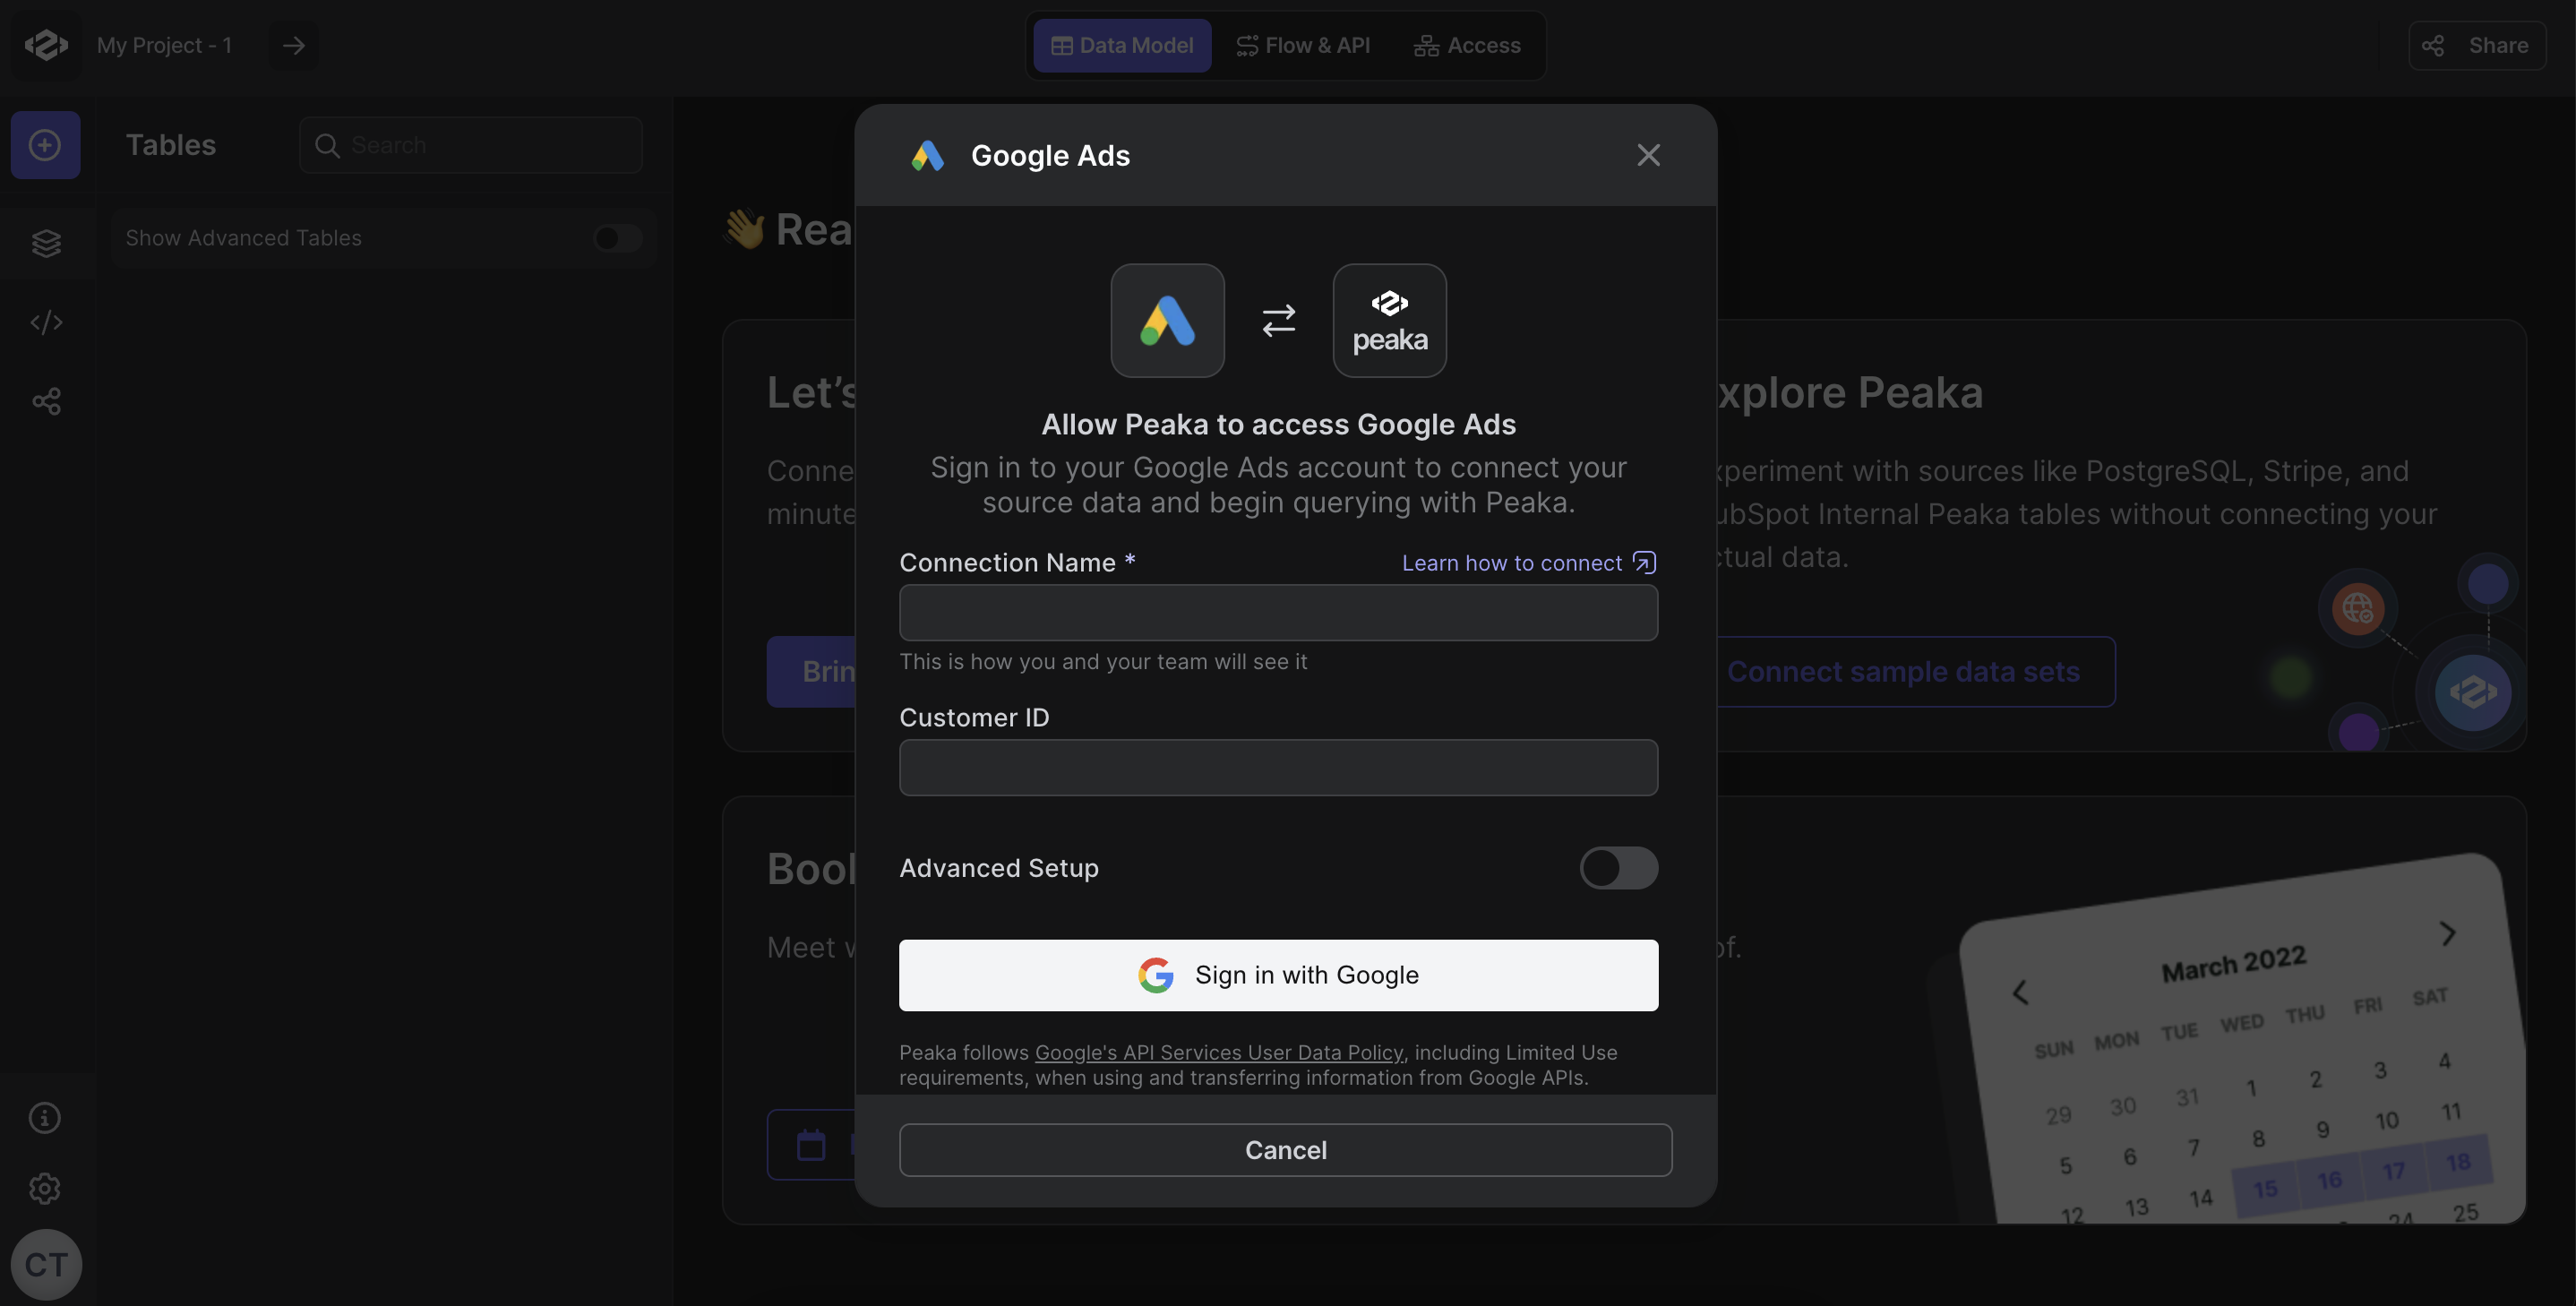 My Project - 1
Data Model
Flow & API
Access
Share
Tables
Search
Show Advanced Tables
Google Ads
peaka
Allow Peaka to access Google Ads
Sign in to your Google Ads account to connect your
source data and begin querying with Peaka.
Connection Name *
Learn how to connect
This is how you and your team will see it
Customer ID
Advanced Setup
Sign in with Google
Peaka follows Google's API Services User Data Policy, including Limited Use
requirements, when using and transferring information from Google APIs.
Cancel
Rea
Let's
Conne
minute
Brin
xplore Peaka
xperiment with sources like PostgreSQL, Stripe, and
ubSpot Internal Peaka tables without connecting your
ctual data.
Connect sample data sets
Book
Meet w
of.
March 2022
SUN MON TUE WED THU FRI SAT
29 30 31 1 2 3 4
5 6 7 8 9 10 11
12 13 14 15 16 17 18
24 25
CT